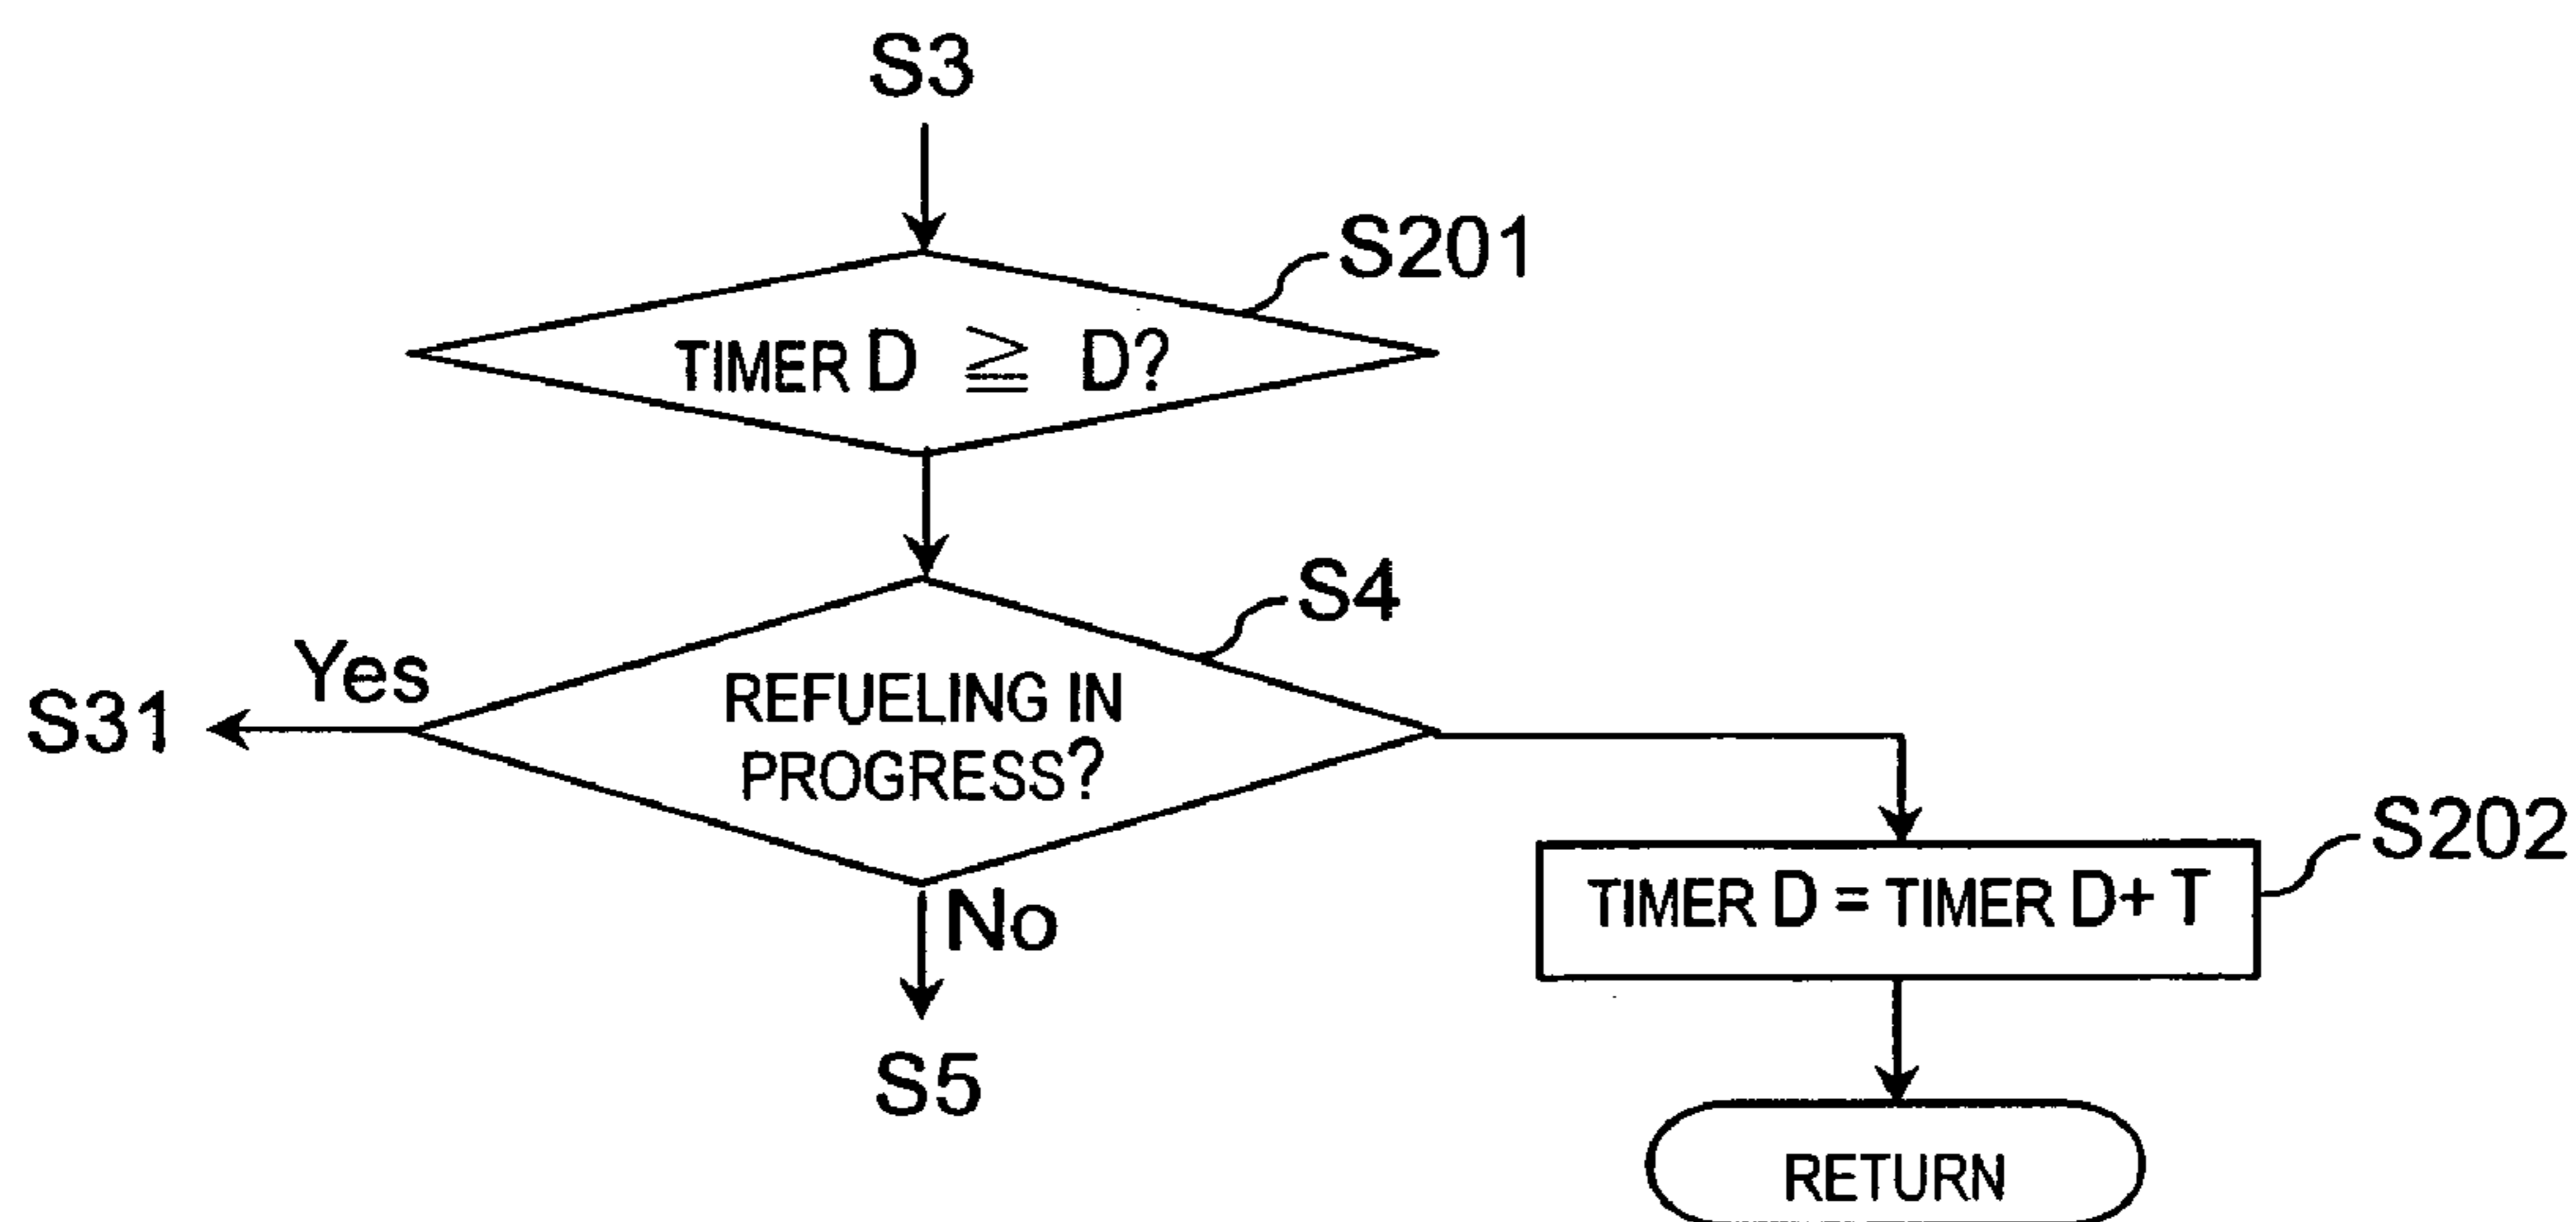 S3
S201
TIMER D ≧ D?
S4
Yes
S31
REFUELING IN
PROGRESS?
S202
TIMER D = TIMER D+ T
No
S5
RETURN